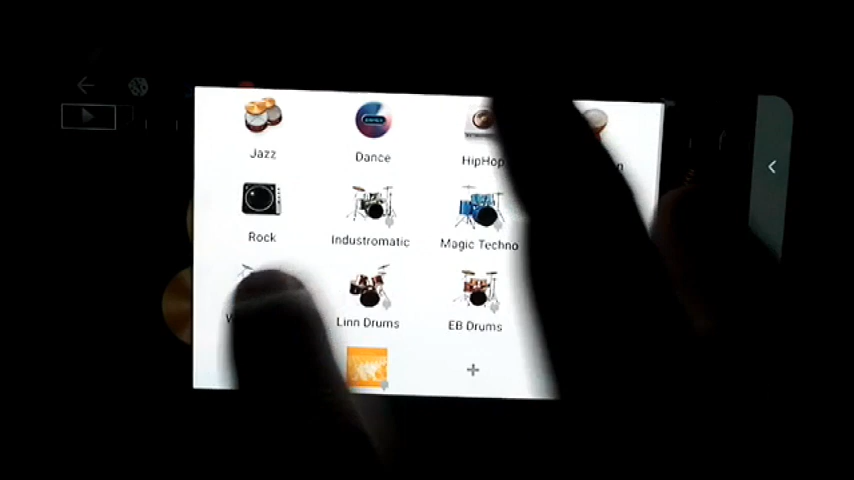 Jazz
Dance
HipHop
Rock
Industromatic
Magic Techno
Linn Drums
EB Drums